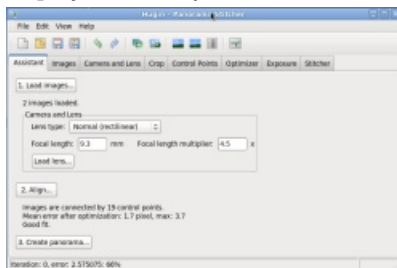 Hugin - Panorama Stitcher
File Edit View Help
Assistant Images Camera and Lens Crop Control Points Optimizer Exposure Stitcher
1. Load images...
2 images loaded.
Camera and Lens
Lens type: Normal (rectilinear)
Focal length: 9.3 mm Focal length multiplier: 4.5 x
Load lens...
2. Align...
Images are connected by 19 control points.
Mean error after optimization: 1.7 pixel, max: 3.7
Good fit.
3. Create panorama...
Iteration: 0, error: 2.575075: 66%